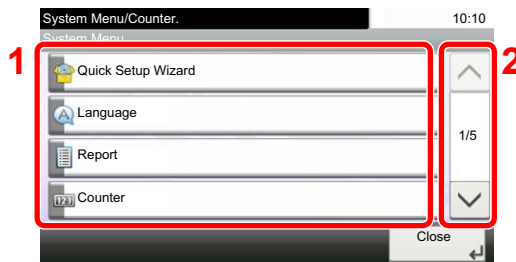 System Menu/Counter.
10:10
System Menu
1
2
Quick Setup Wizard
Language
1/5
Report
123 Counter
Close